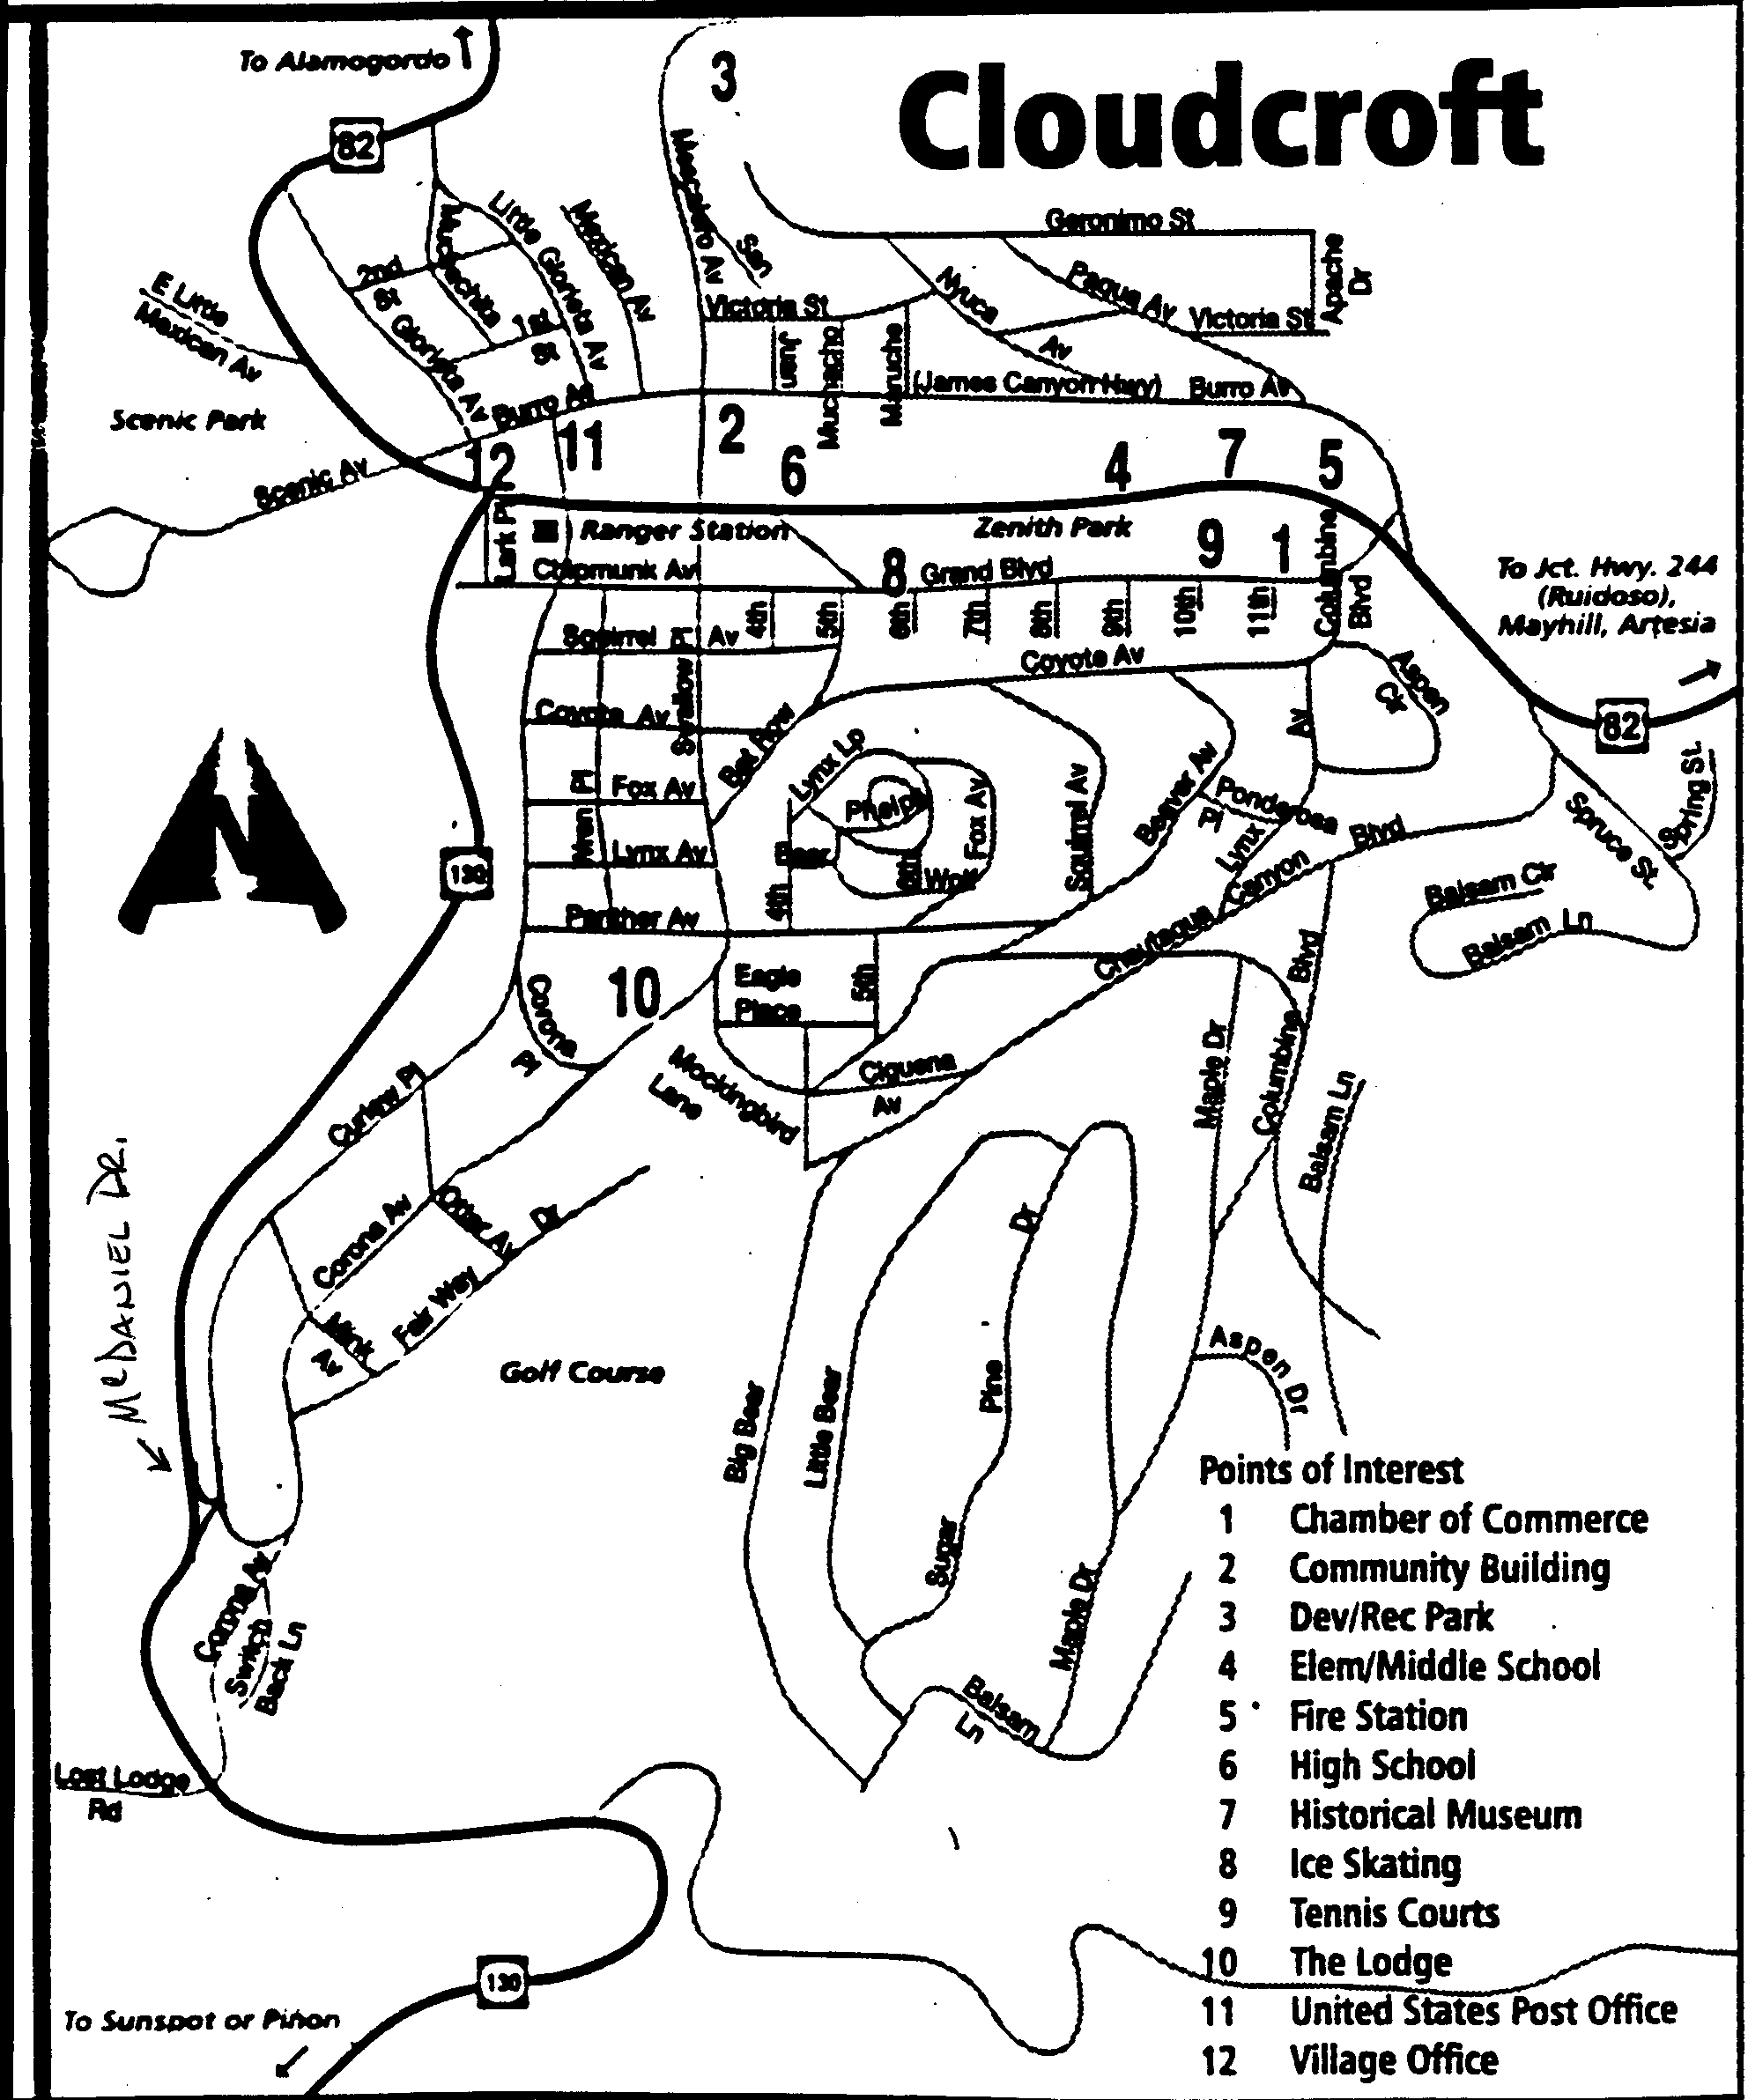 Cloudcroft
To Alamogordo
82
3
Mescalero Av
San
Geronimo St
Apache
Dr
Little Glorieta Av
Mexican Av
Muchachita
2nd
St
Glorieta Av
1st
St
E Little
Mexican Av
Nyuca
Av
Paqua Av
Victoria St
Victoria St
Juan
Muchacho
Maruche
(James Canyon Hwy)
Burro Av
Burro Av
Scenic Park
Scenic Av
12
11
2
6
4
7
5
Lark Pl
Ranger Station
Zenith Park
9
1
8
Chipmunk Av
Grand Blvd
Columbine
Blvd
To Jct. Hwy. 244
(Ruidoso),
Mayhill, Artesia
4th
5th
6th
7th
8th
9th
10th
11th
Squirrel
Pl
Av
Swallow
Coyote Av
Coyote Av
Aspen
Cir
Av
82
Bat Row
Lynx Lp
Phelps
Fox Av
Wren
Pl
Fox Av
Squirrel Av
Beaver Av
Ponderosa
Pl
Lynx
Spruce St.
Spring St.
130
Lynx Av
Bear
6th
Wolf
4th
Panther Av
Chautaqua
Canyon
Blvd
Balsam Cir
Balsam Ln
10
Corona
Pl
Eagle
Place
5th
Mockingbird
Lane
Ciguena
Av
Maple Dr
Columbine
Blvd
Balsam Ln
Curlew Pl
McDANIEL DR.
Corona Av
Otter Av
Fair Way
Dr
Mink
Av
Golf Course
Big Bear
Little Bear
Sugar
Pine
Dr
Aspen Dr
Maple Dr
Balsam
Ln
Corona Av
Switch
Back Ln
Lost Lodge
Rd
130
To Sunspot or Piñon
Points of Interest
1 Chamber of Commerce
2 Community Building
3 Dev/Rec Park
4 Elem/Middle School
5 Fire Station
6 High School
7 Historical Museum
8 Ice Skating
9 Tennis Courts
10 The Lodge
11 United States Post Office
12 Village Office